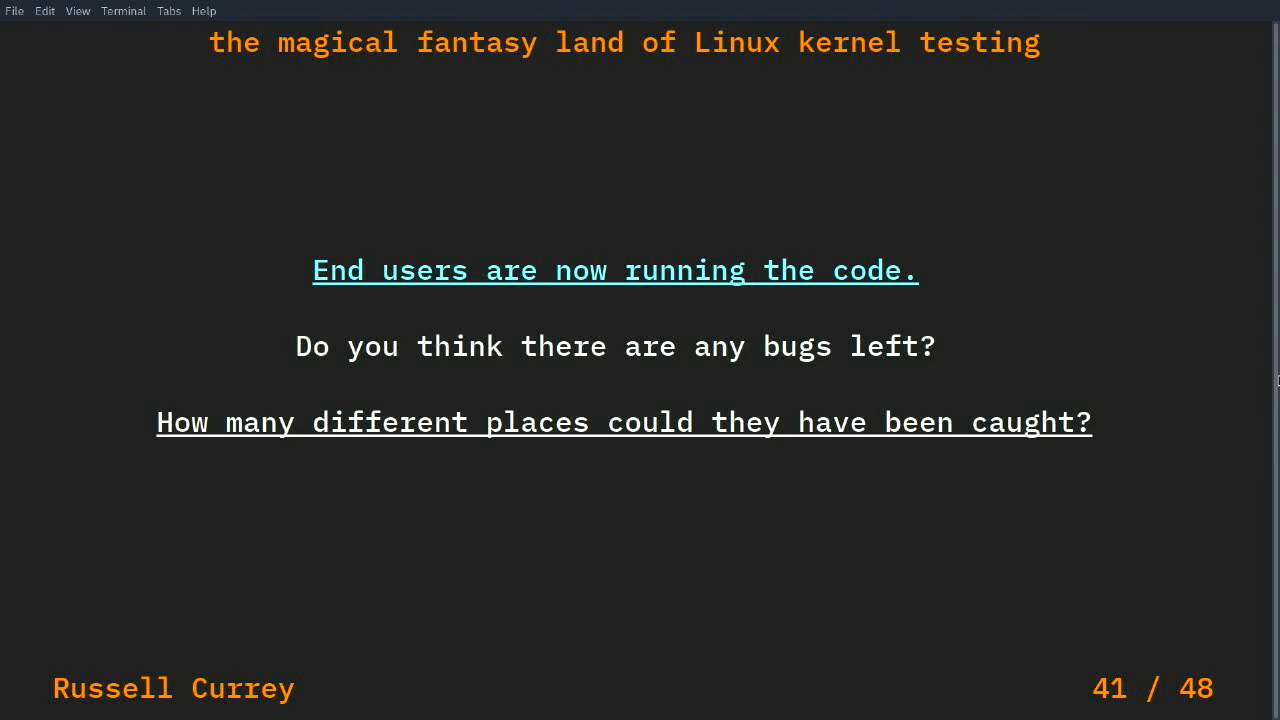 File Edit View Terminal Tabs Help
the magical fantasy land of Linux kernel testing
End users are now running the code.
Do you think there are any bugs left?
How many different places could they have been caught?
Russell Currey 41 / 48